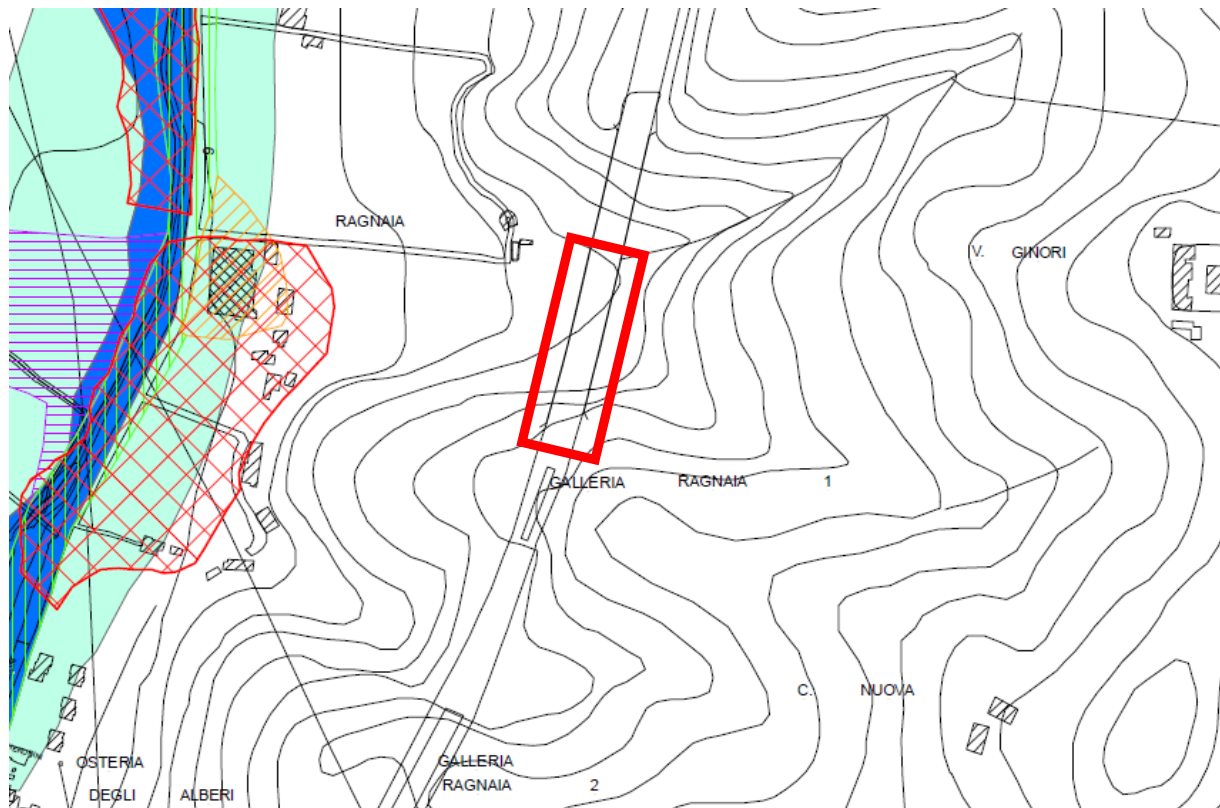 RAGNAIA
V. GINORI
GALLERIA RAGNAIA 1
C. NUOVA
OSTERIA
DEGLI ALBERI
GALLERIA
RAGNAIA 2